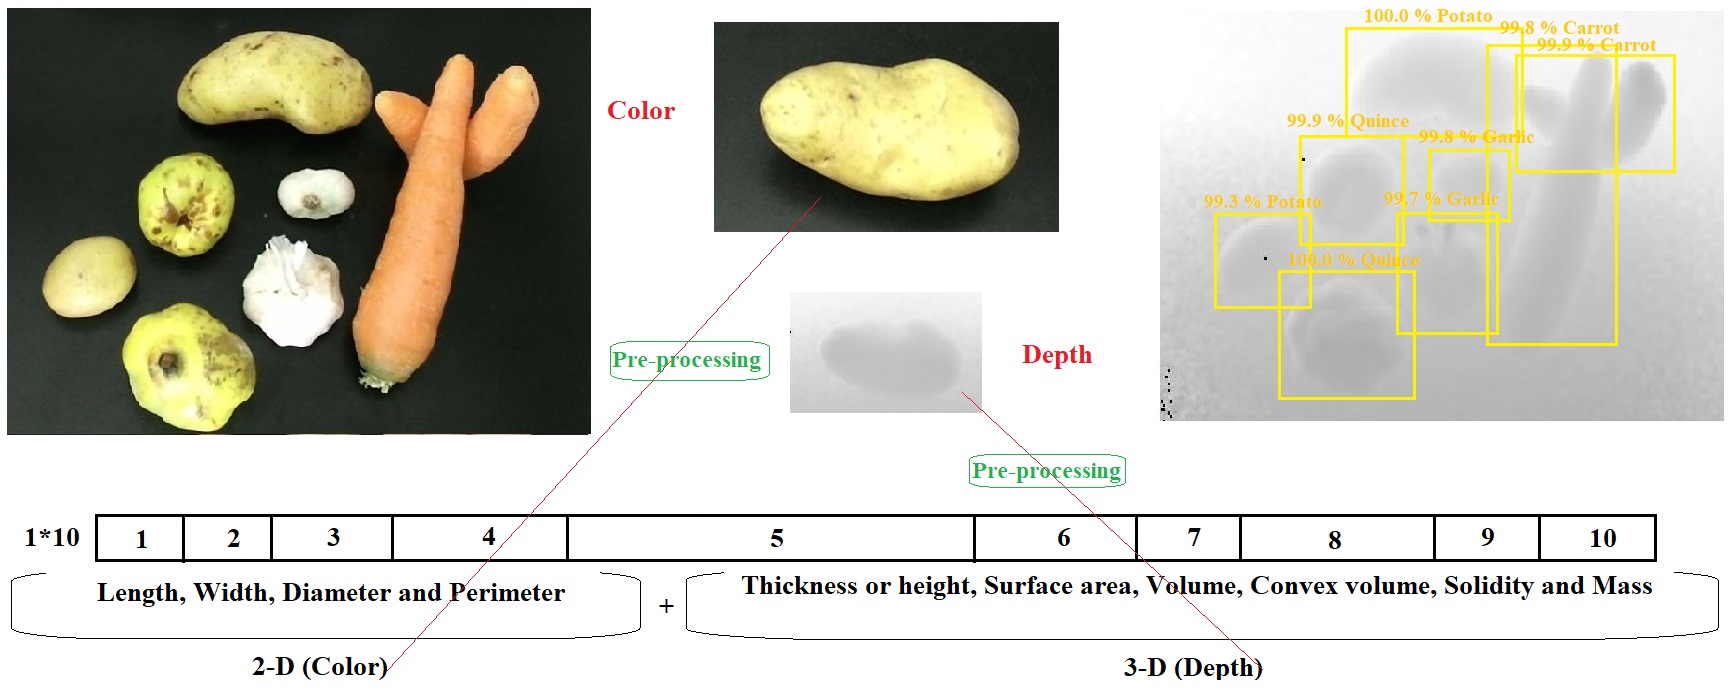 100.0 % Potato
99.8 % Carrot
99.9 % Carrot
Color
99.9 % Quince
99.8 % Garlic
99.3 % Potato
99.7 % Garlic
100.0 % Quince
Pre-processing
Depth
Pre-processing
1*10 1 2 3 4 5 6 7 8 9 10
Length, Width, Diameter and Perimeter
+
Thickness or height, Surface area, Volume, Convex volume, Solidity and Mass
2-D (Color)
3-D (Depth)